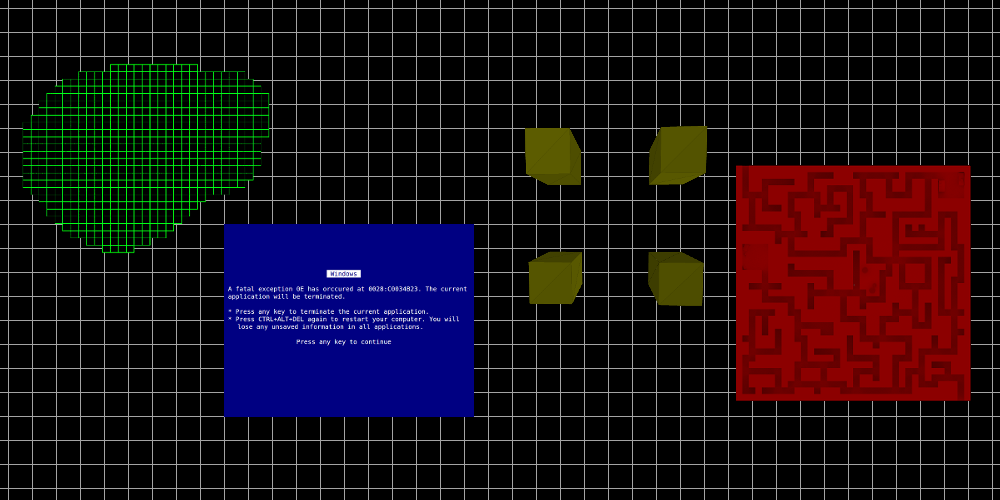 Windows
A fatal exception 0E has orccured at 0028:C0034B23. The current
application will be terminated.
* Press any key to terminate the current application.
* Press CTRL+ALT+DEL again to restart your computer. You will
lose any unsaved information in all applications.
Press any key to continue